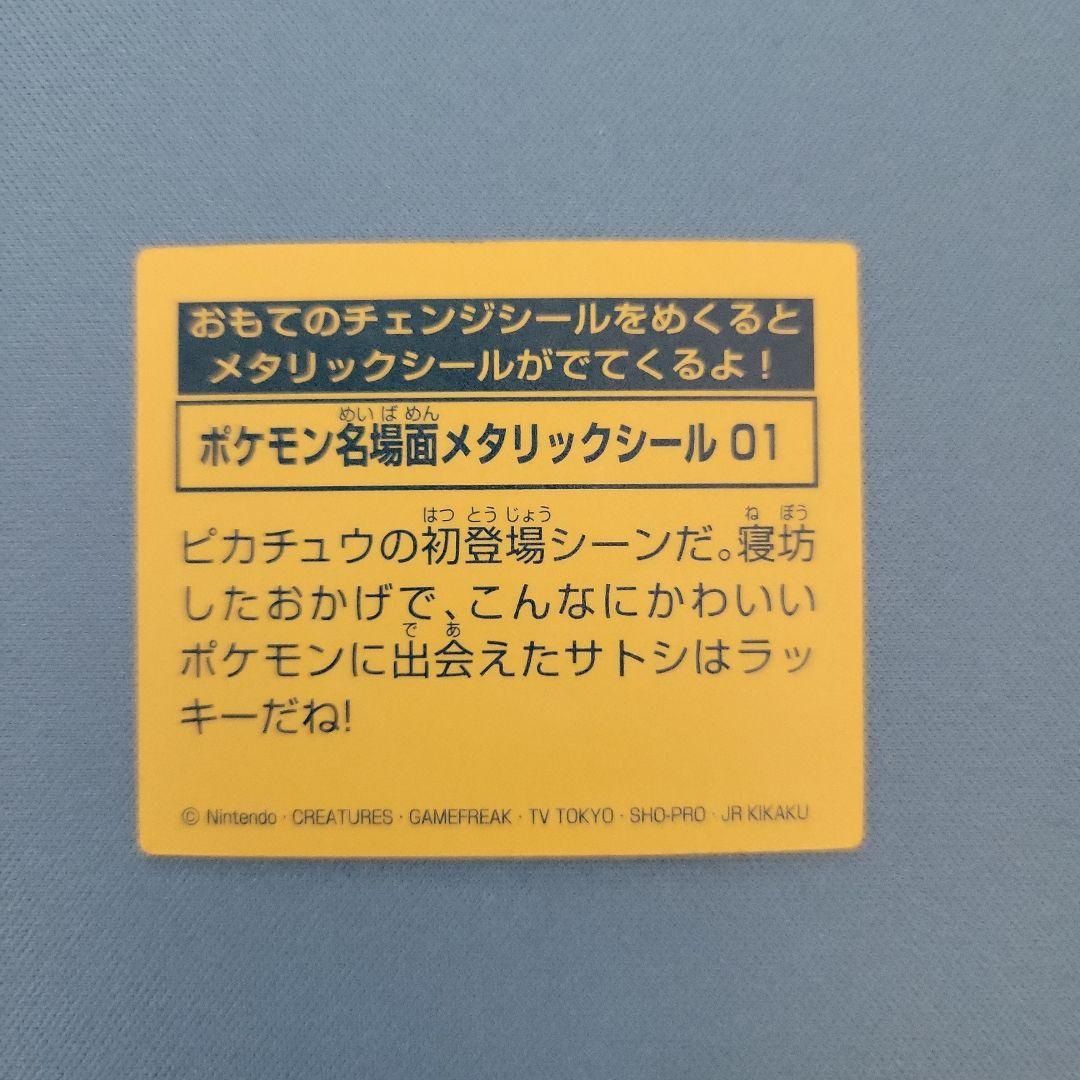 おもてのチェンジシールをめくると
メタリックシールがでてくるよ!
めい ば めん
ポケモン名場面メタリックシール 01
はつ とう じょう ね ぼう
ピカチュウの初登場シーンだ。寝坊
したおかげで、こんなにかわいい
で あ
ポケモンに出会えたサトシはラッ
キーだね!
© Nintendo · CREATURES · GAMEFREAK · TV TOKYO · SHO-PRO · JR KIKAKU